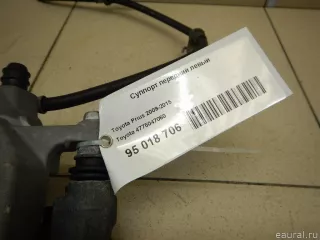 Суппорт передний левый
Toyota Prius 2009-2015
Toyota 4775047060
95 018 706
eaural.ru